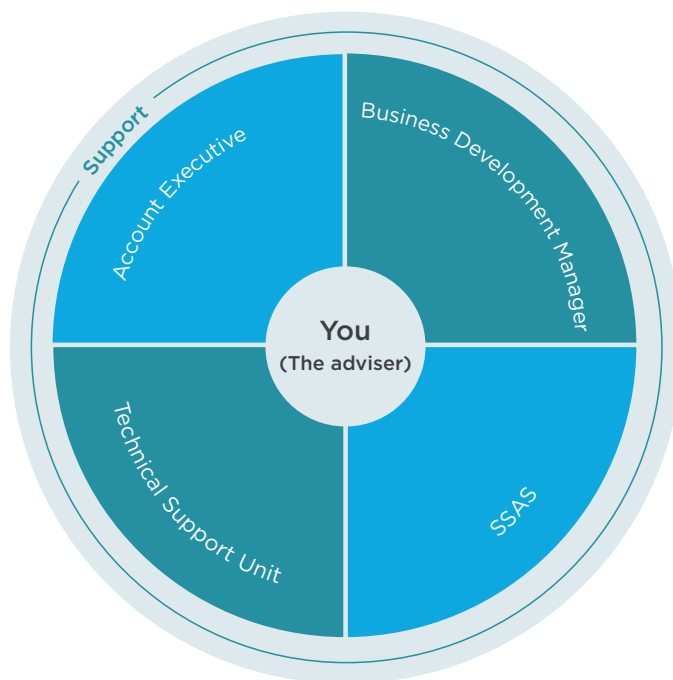 Support
Account Executive
Business Development Manager
You
(The adviser)
Technical Support Unit
SSAS